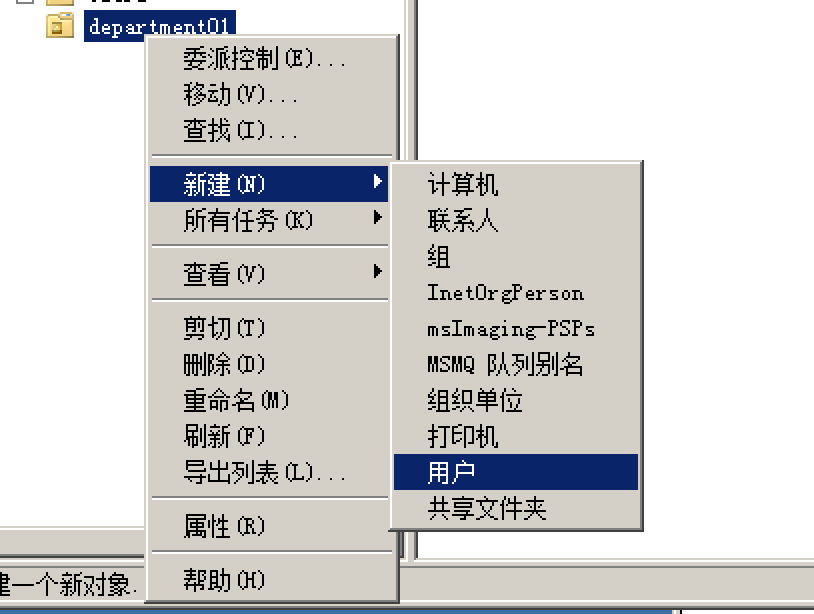 department01
委派控制(E)...
移动(V)...
查找(I)...
新建(N)
所有任务(K)
查看(V)
剪切(T)
删除(D)
重命名(M)
刷新(F)
导出列表(L)...
属性(R)
帮助(H)
计算机
联系人
组
InetOrgPerson
msImaging-PSPs
MSMQ 队列别名
组织单位
打印机
用户
共享文件夹
建一个新对象.